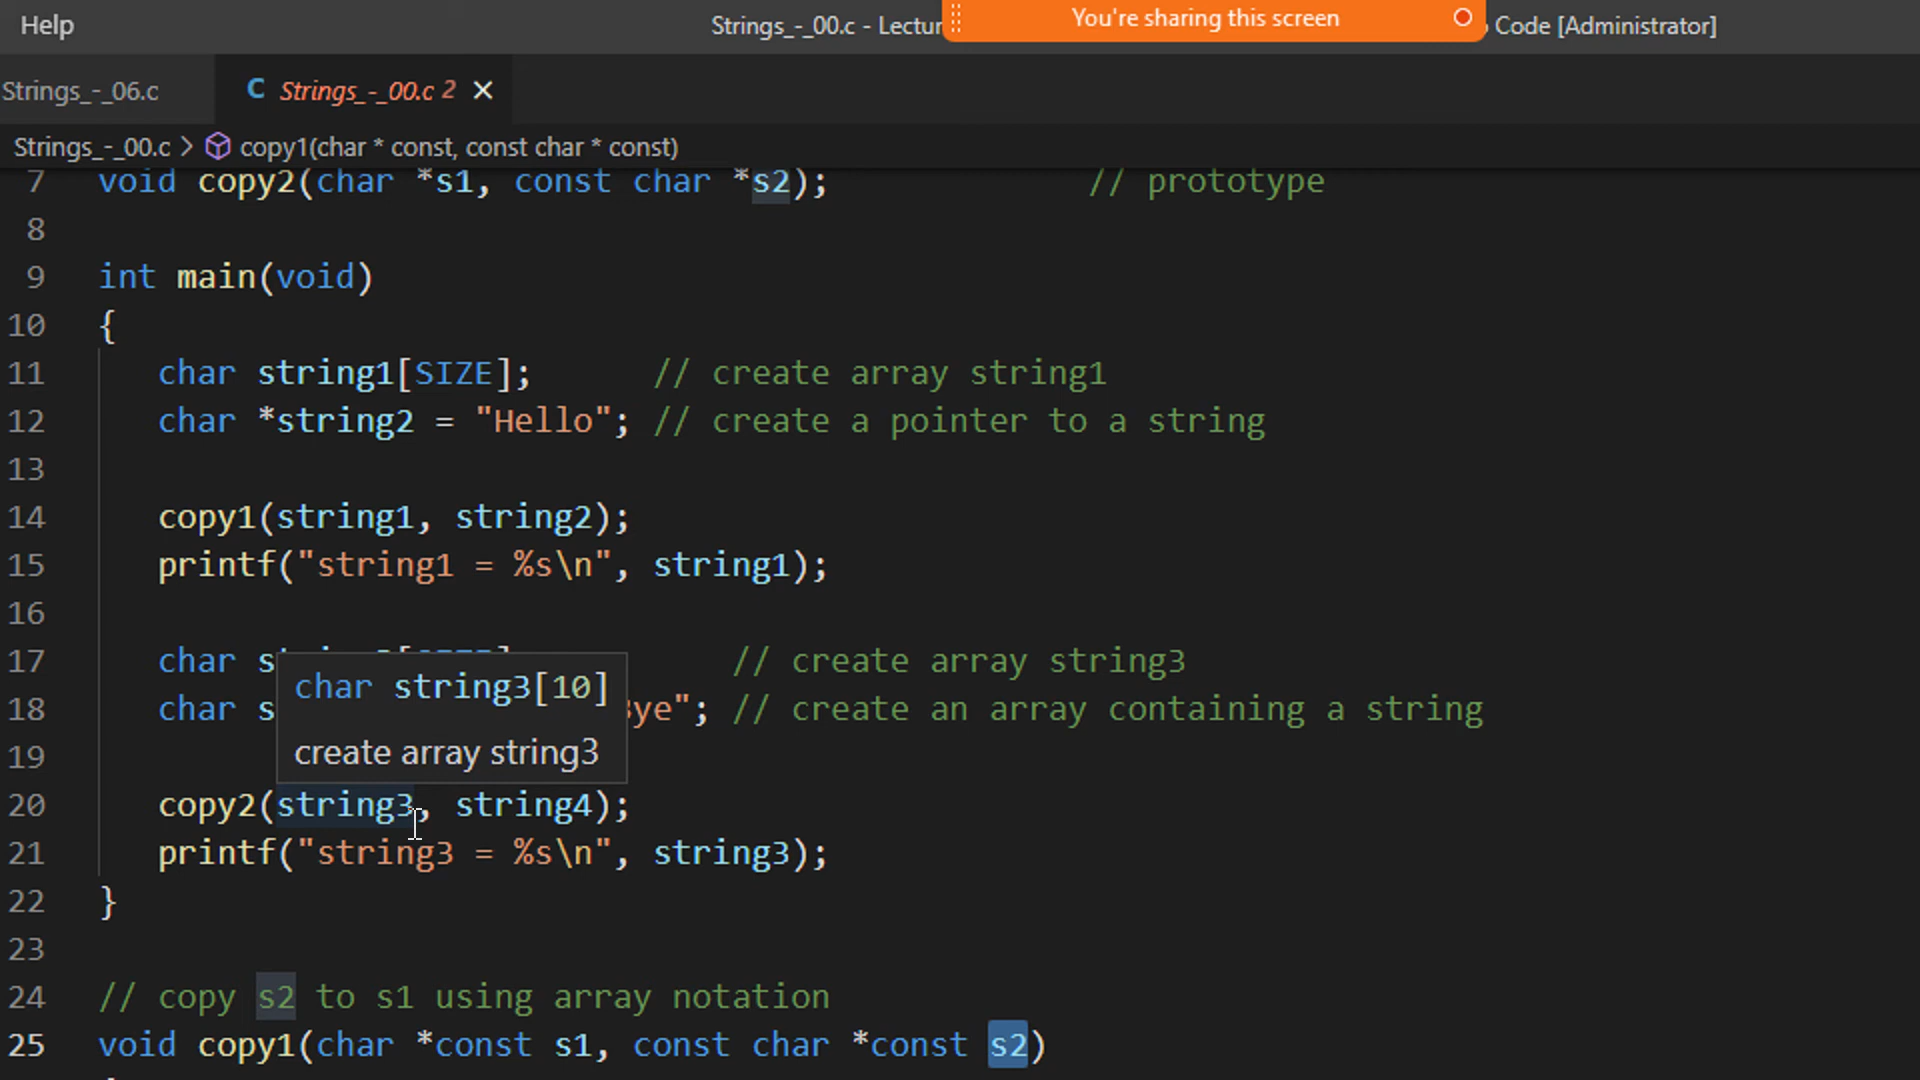 Help
Strings_-_00.c - Lectur
You're sharing this screen
Code [Administrator]
Strings_-_06.c
C Strings_-_00.c 2
Strings_-_00.c > copy1(char * const, const char * const)
7 void copy2(char *s1, const char *s2); // prototype
8
9 int main(void)
10 {
11 char string1[SIZE]; // create array string1
12 char *string2 = "Hello"; // create a pointer to a string
13
14 copy1(string1, string2);
15 printf("string1 = %s\n", string1);
16
17 char s // create array string3
char string3[10]
18 char s ye"; // create an array containing a string
create array string3
19
20 copy2(string3, string4);
21 printf("string3 = %s\n", string3);
22 }
23
24 // copy s2 to s1 using array notation
25 void copy1(char *const s1, const char *const s2)